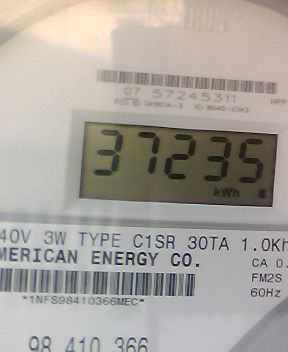 07 57245311
37235
kWh
40V 3W TYPE C1SR 30TA 1.0Kh
MERICAN ENERGY CO.
CA 0.
FM2S
60Hz
*1NFS98410366MEC*
98 410 366